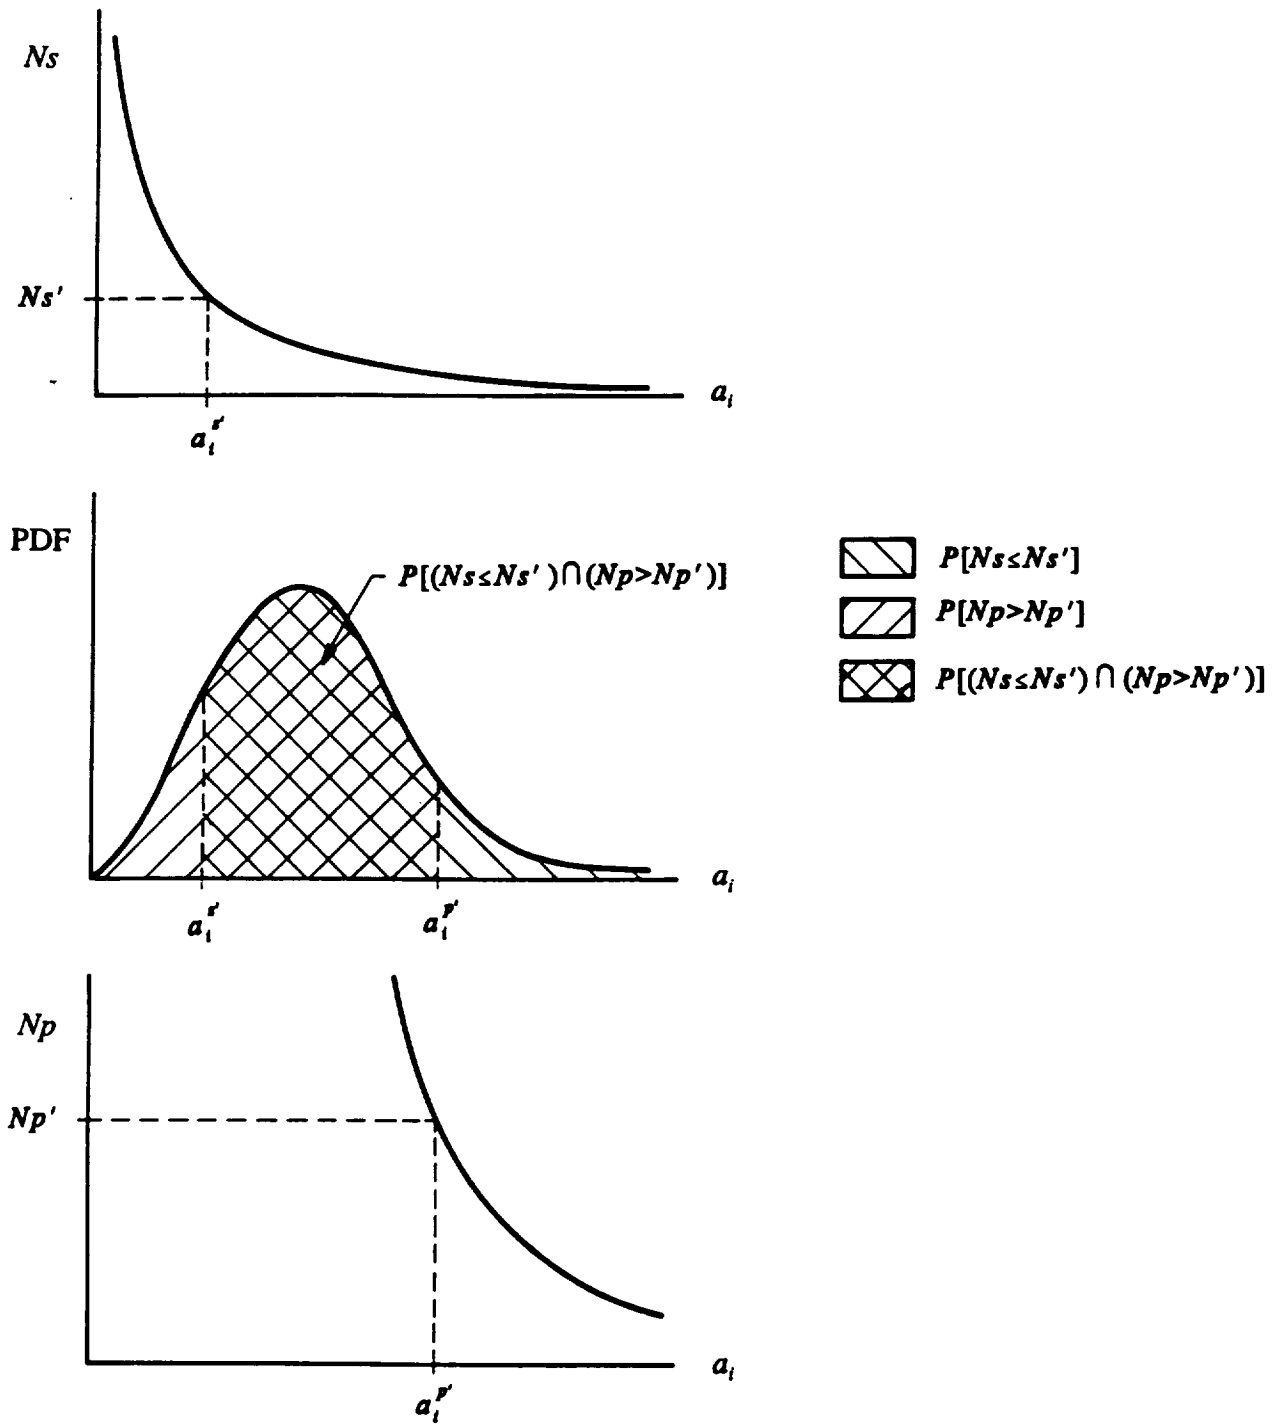 Ns
Ns'
a_i
a_i^{s'}
PDF
P[(Ns≤Ns')∩(Np>Np')]
P[Ns≤Ns']
P[Np>Np']
P[(Ns≤Ns')∩(Np>Np')]
a_i
a_i^{s'}
a_i^{p'}
Np
Np'
a_i
a_i^{p'}